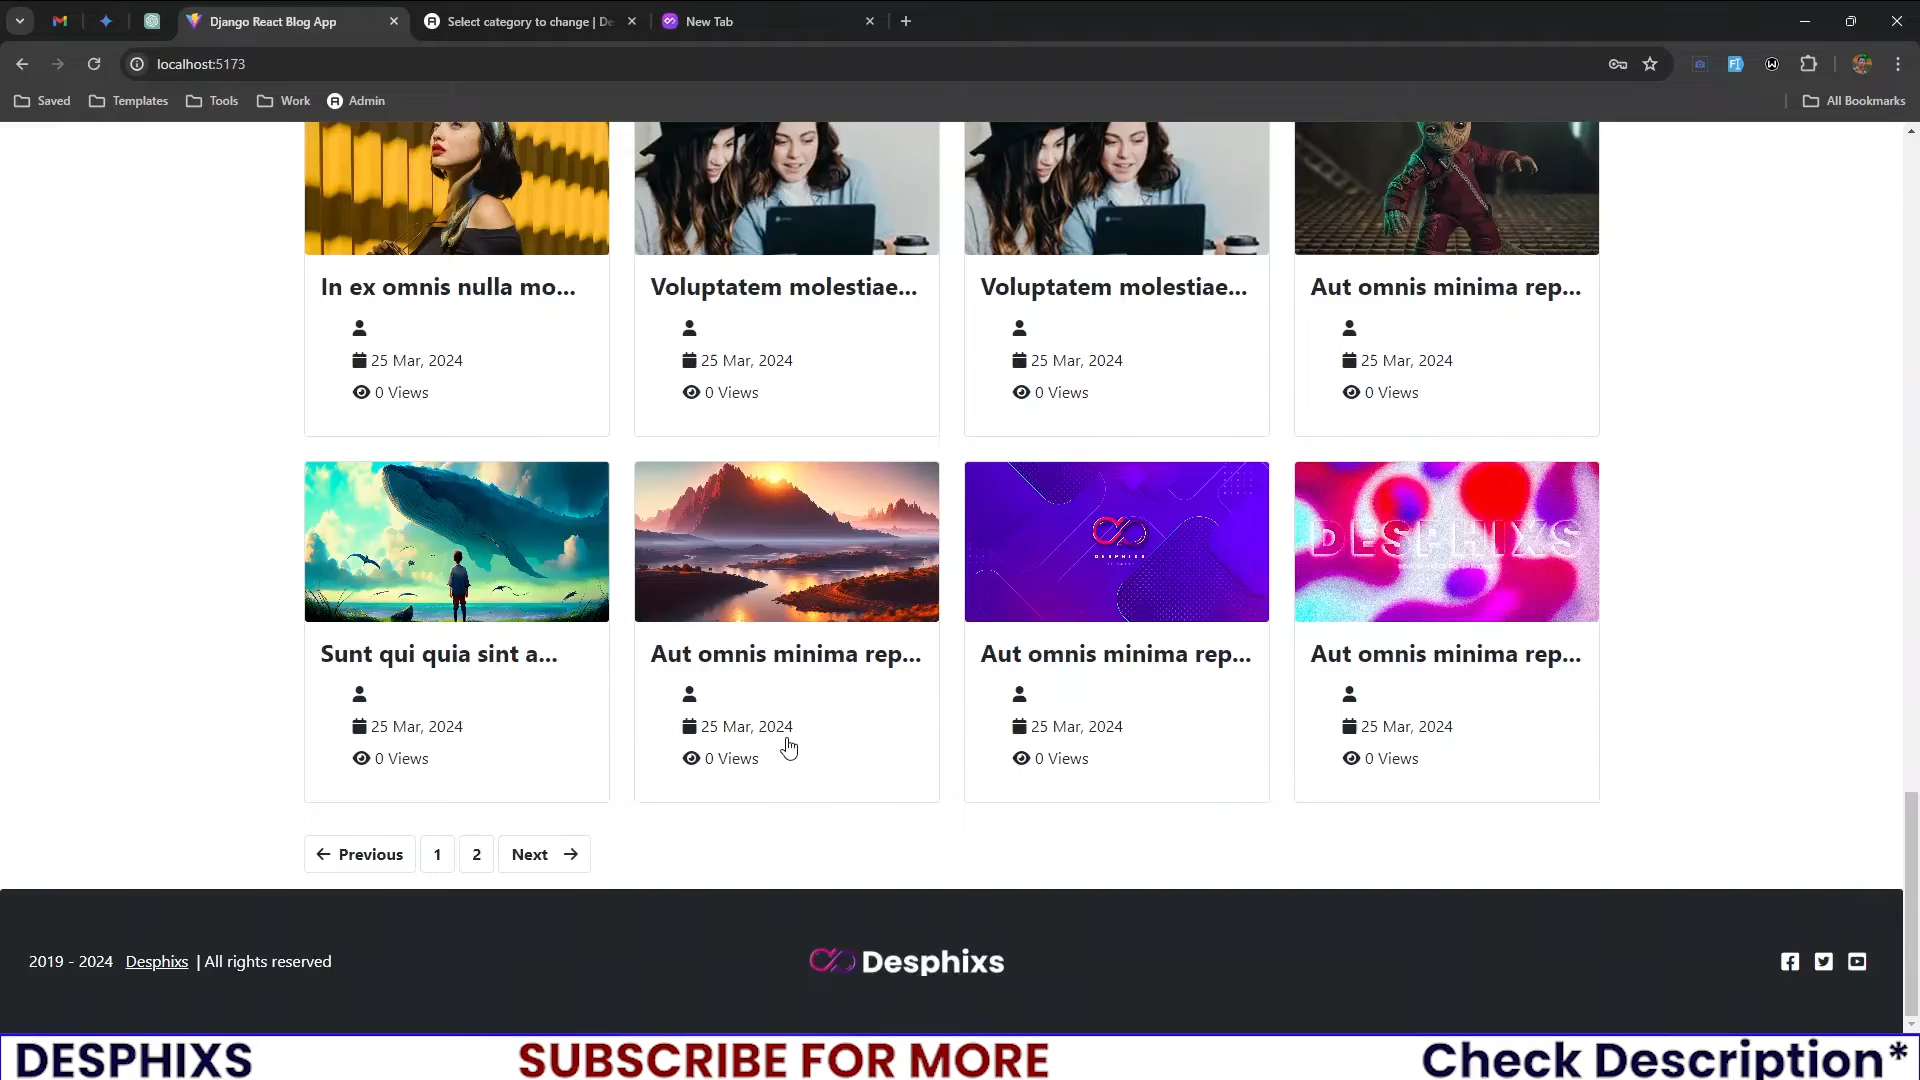 Django React Blog App
Select category to change | De
New Tab
localhost:5173
Saved
Templates
Tools
Work
Admin
All Bookmarks
In ex omnis nulla mo...
Voluptatem molestiae...
Voluptatem molestiae...
Aut omnis minima rep...
25 Mar, 2024
25 Mar, 2024
25 Mar, 2024
25 Mar, 2024
0 Views
0 Views
0 Views
0 Views
DESPHIXS
DESPHIXS
Sunt qui quia sint a...
Aut omnis minima rep...
Aut omnis minima rep...
Aut omnis minima rep...
25 Mar, 2024
25 Mar, 2024
25 Mar, 2024
25 Mar, 2024
0 Views
0 Views
0 Views
0 Views
← Previous
1
2
Next →
2019 - 2024 Desphixs | All rights reserved
Desphixs
DESPHIXS
SUBSCRIBE FOR MORE
Check Description*